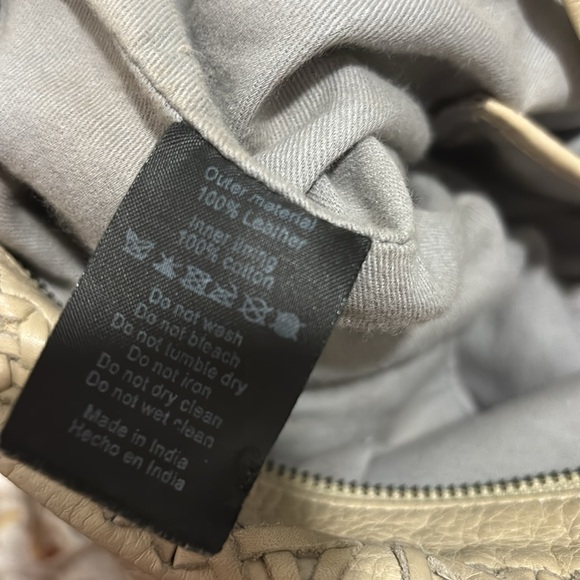 Outer material
100% Leather
Inner lining
100% cotton
Do not wash
Do not bleach
Do not tumble dry
Do not iron
Do not dry clean
Do not wet clean
Made in India
Hecho en India